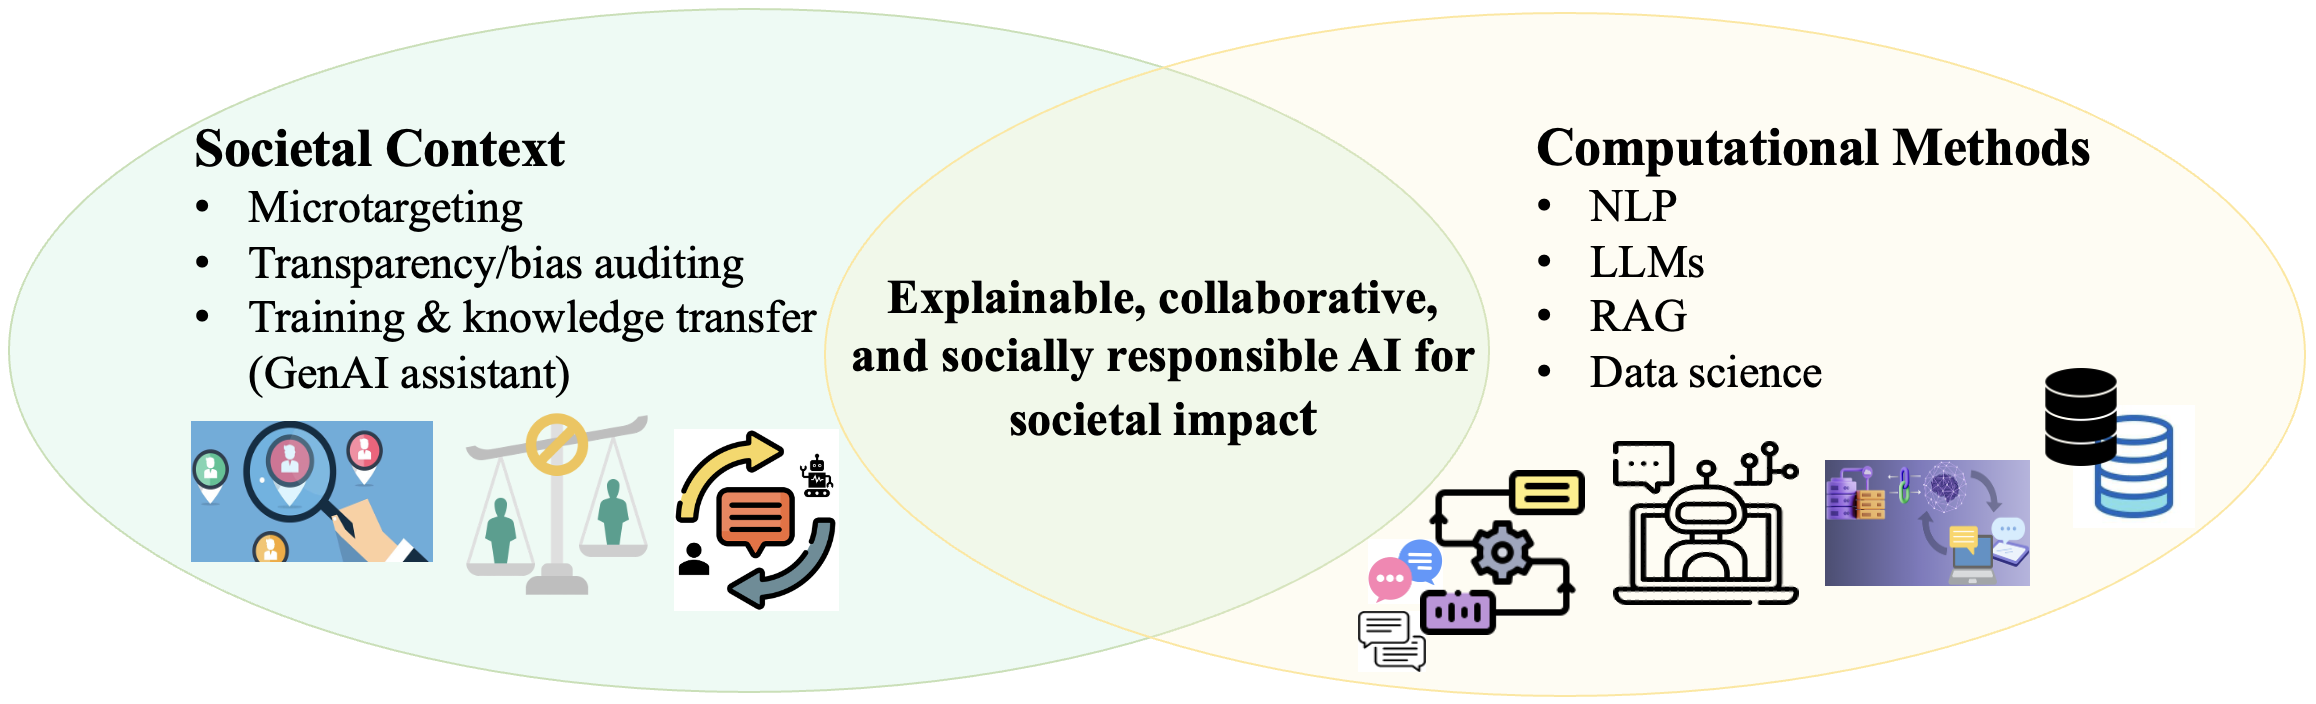 Societal Context
• Microtargeting
• Transparency/bias auditing
• Training & knowledge transfer
(GenAI assistant)
Explainable, collaborative,
and socially responsible AI for
societal impact
Computational Methods
• NLP
• LLMs
• RAG
• Data science